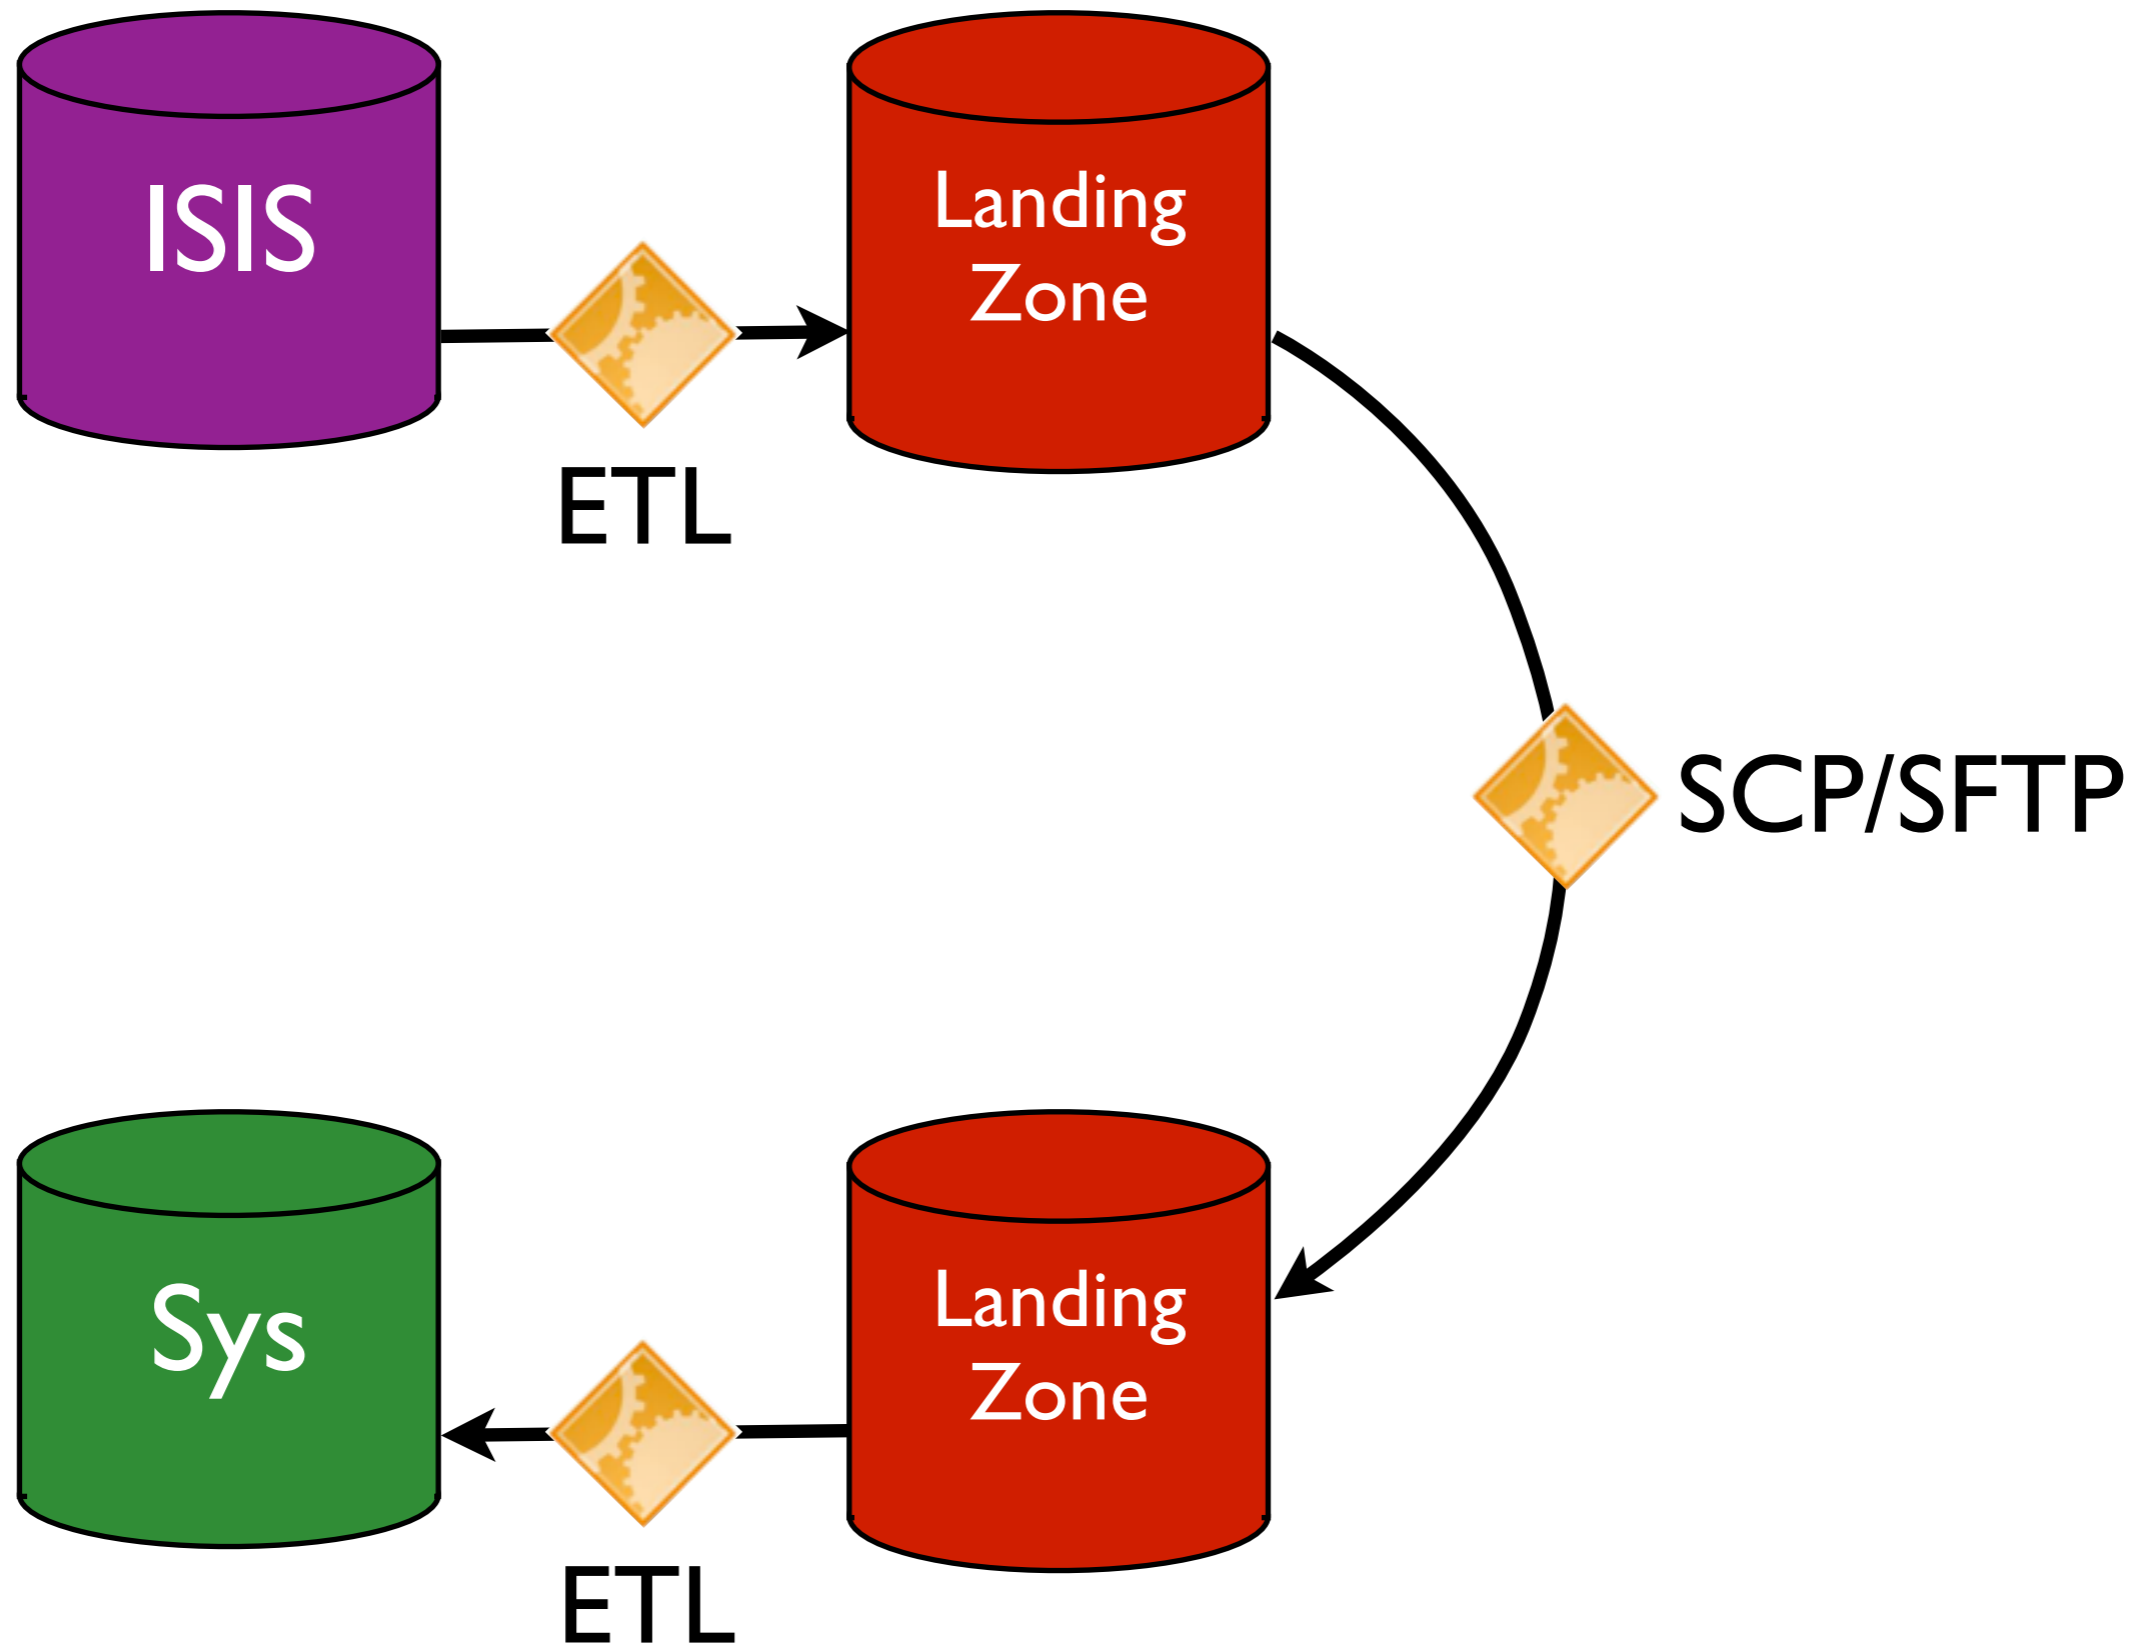 ISIS
Landing
Zone
ETL
SCP/SFTP
Sys
Landing
Zone
ETL